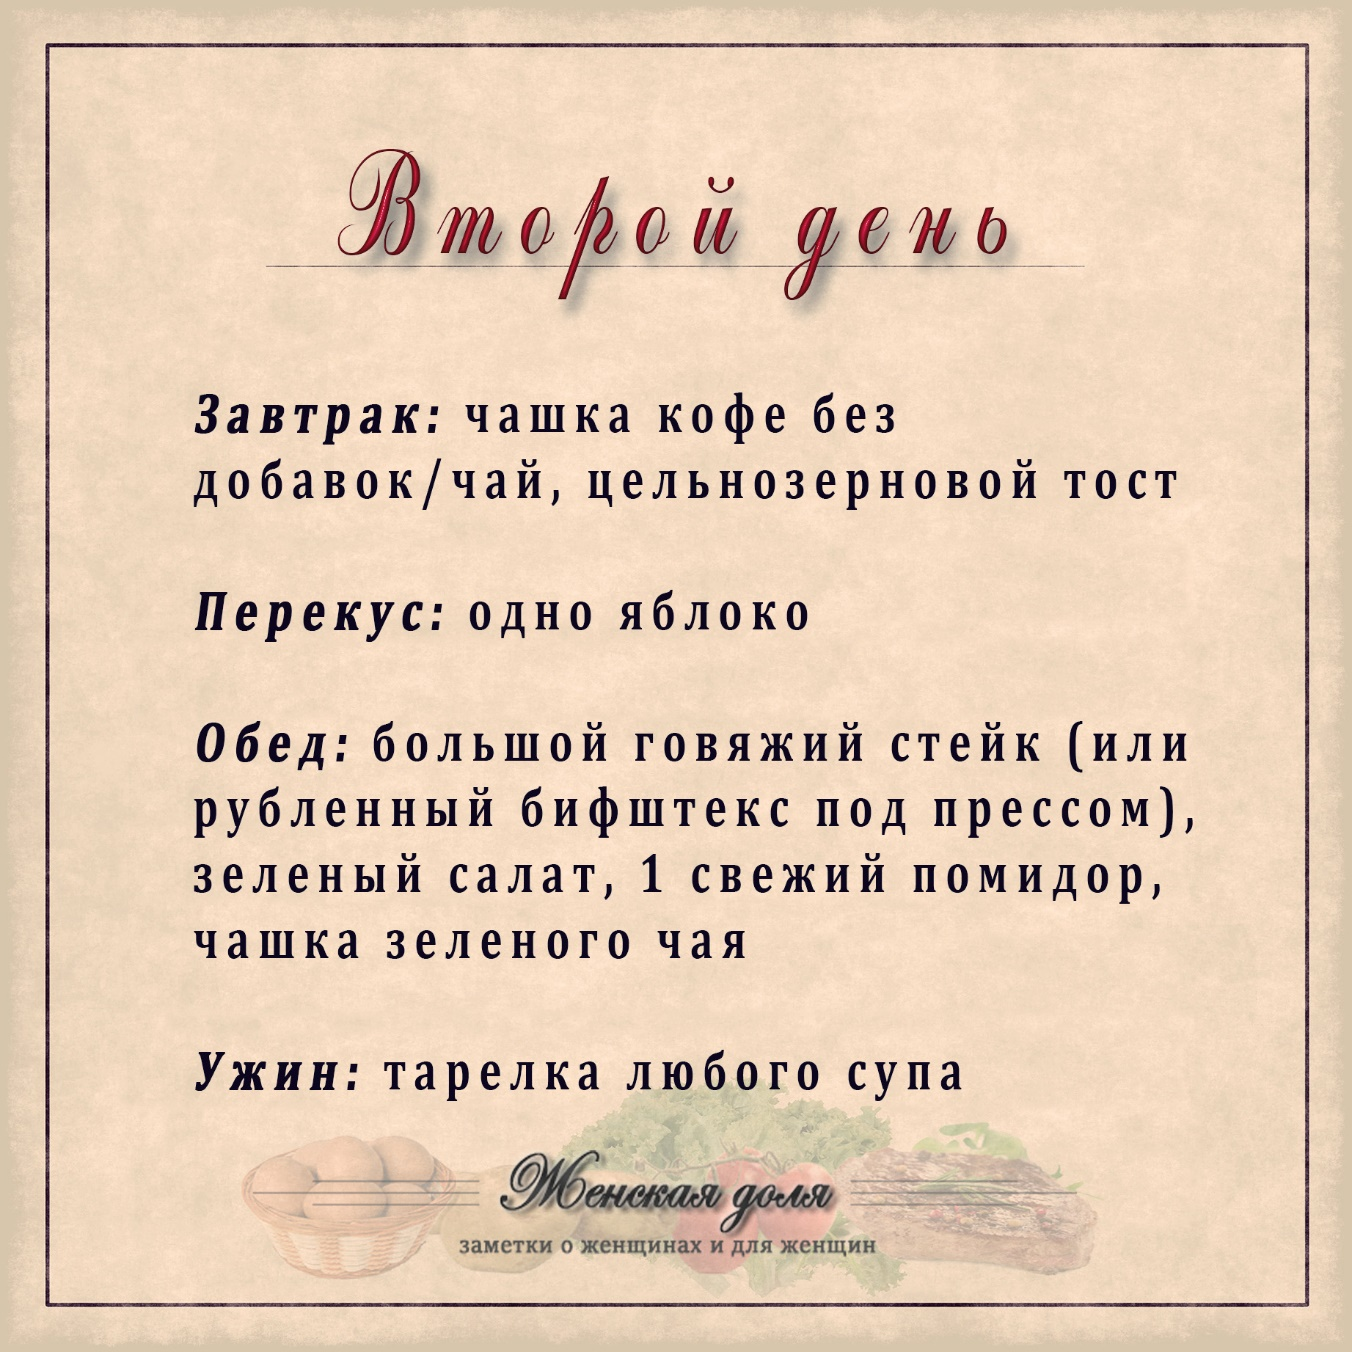 Второй день
Завтрак: чашка кофе без
добавок/чай, цельнозерновой тост
Перекус: одно яблоко
Обед: большой говяжий стейк (или
рубленный бифштекс под прессом),
зеленый салат, 1 свежий помидор,
чашка зеленого чая
Ужин: тарелка любого супа
Женская доля
заметки о женщинах и для женщин